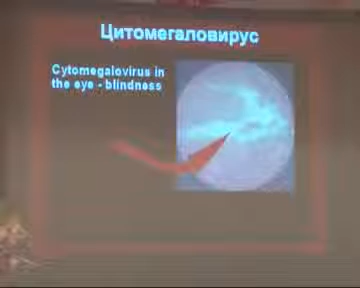 Цитомегаловирус
Cytomegalovirus in
the eye - blindness